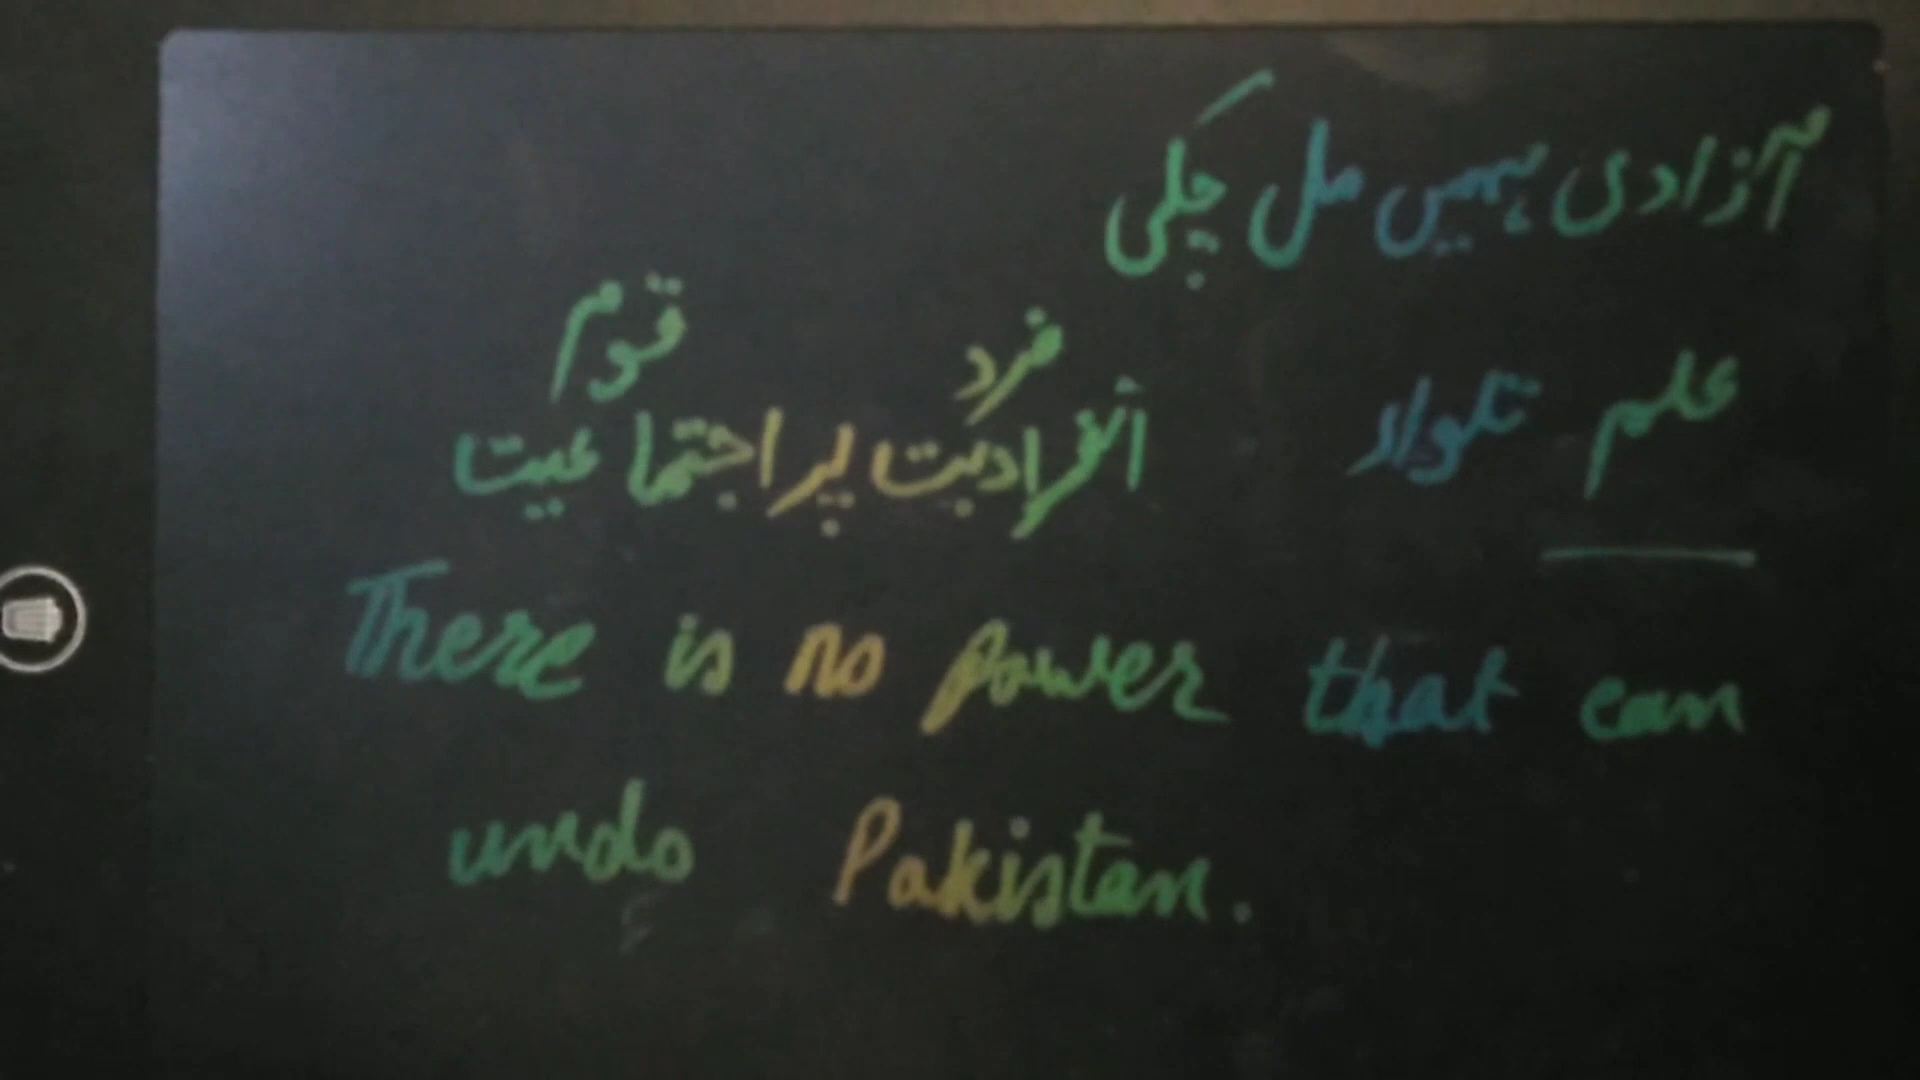 آزادی ہمیں مل چکی
فرد قوم
علم تلوار
انفرادیت پر اجتماعیت
There is no power that can
undo Pakistan.